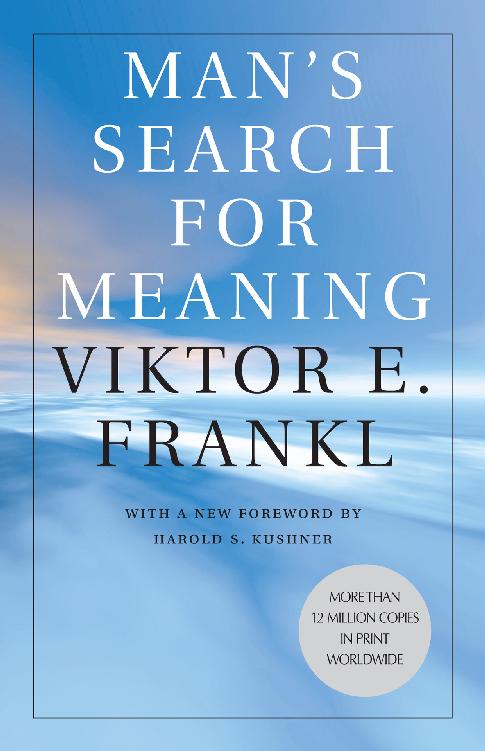 MAN'S
SEARCH
FOR
MEANING
VIKTOR E.
FRANKL
WITH A NEW FOREWORD BY
HAROLD S. KUSHNER
MORE THAN
12 MILLION COPIES
IN PRINT
WORLDWIDE